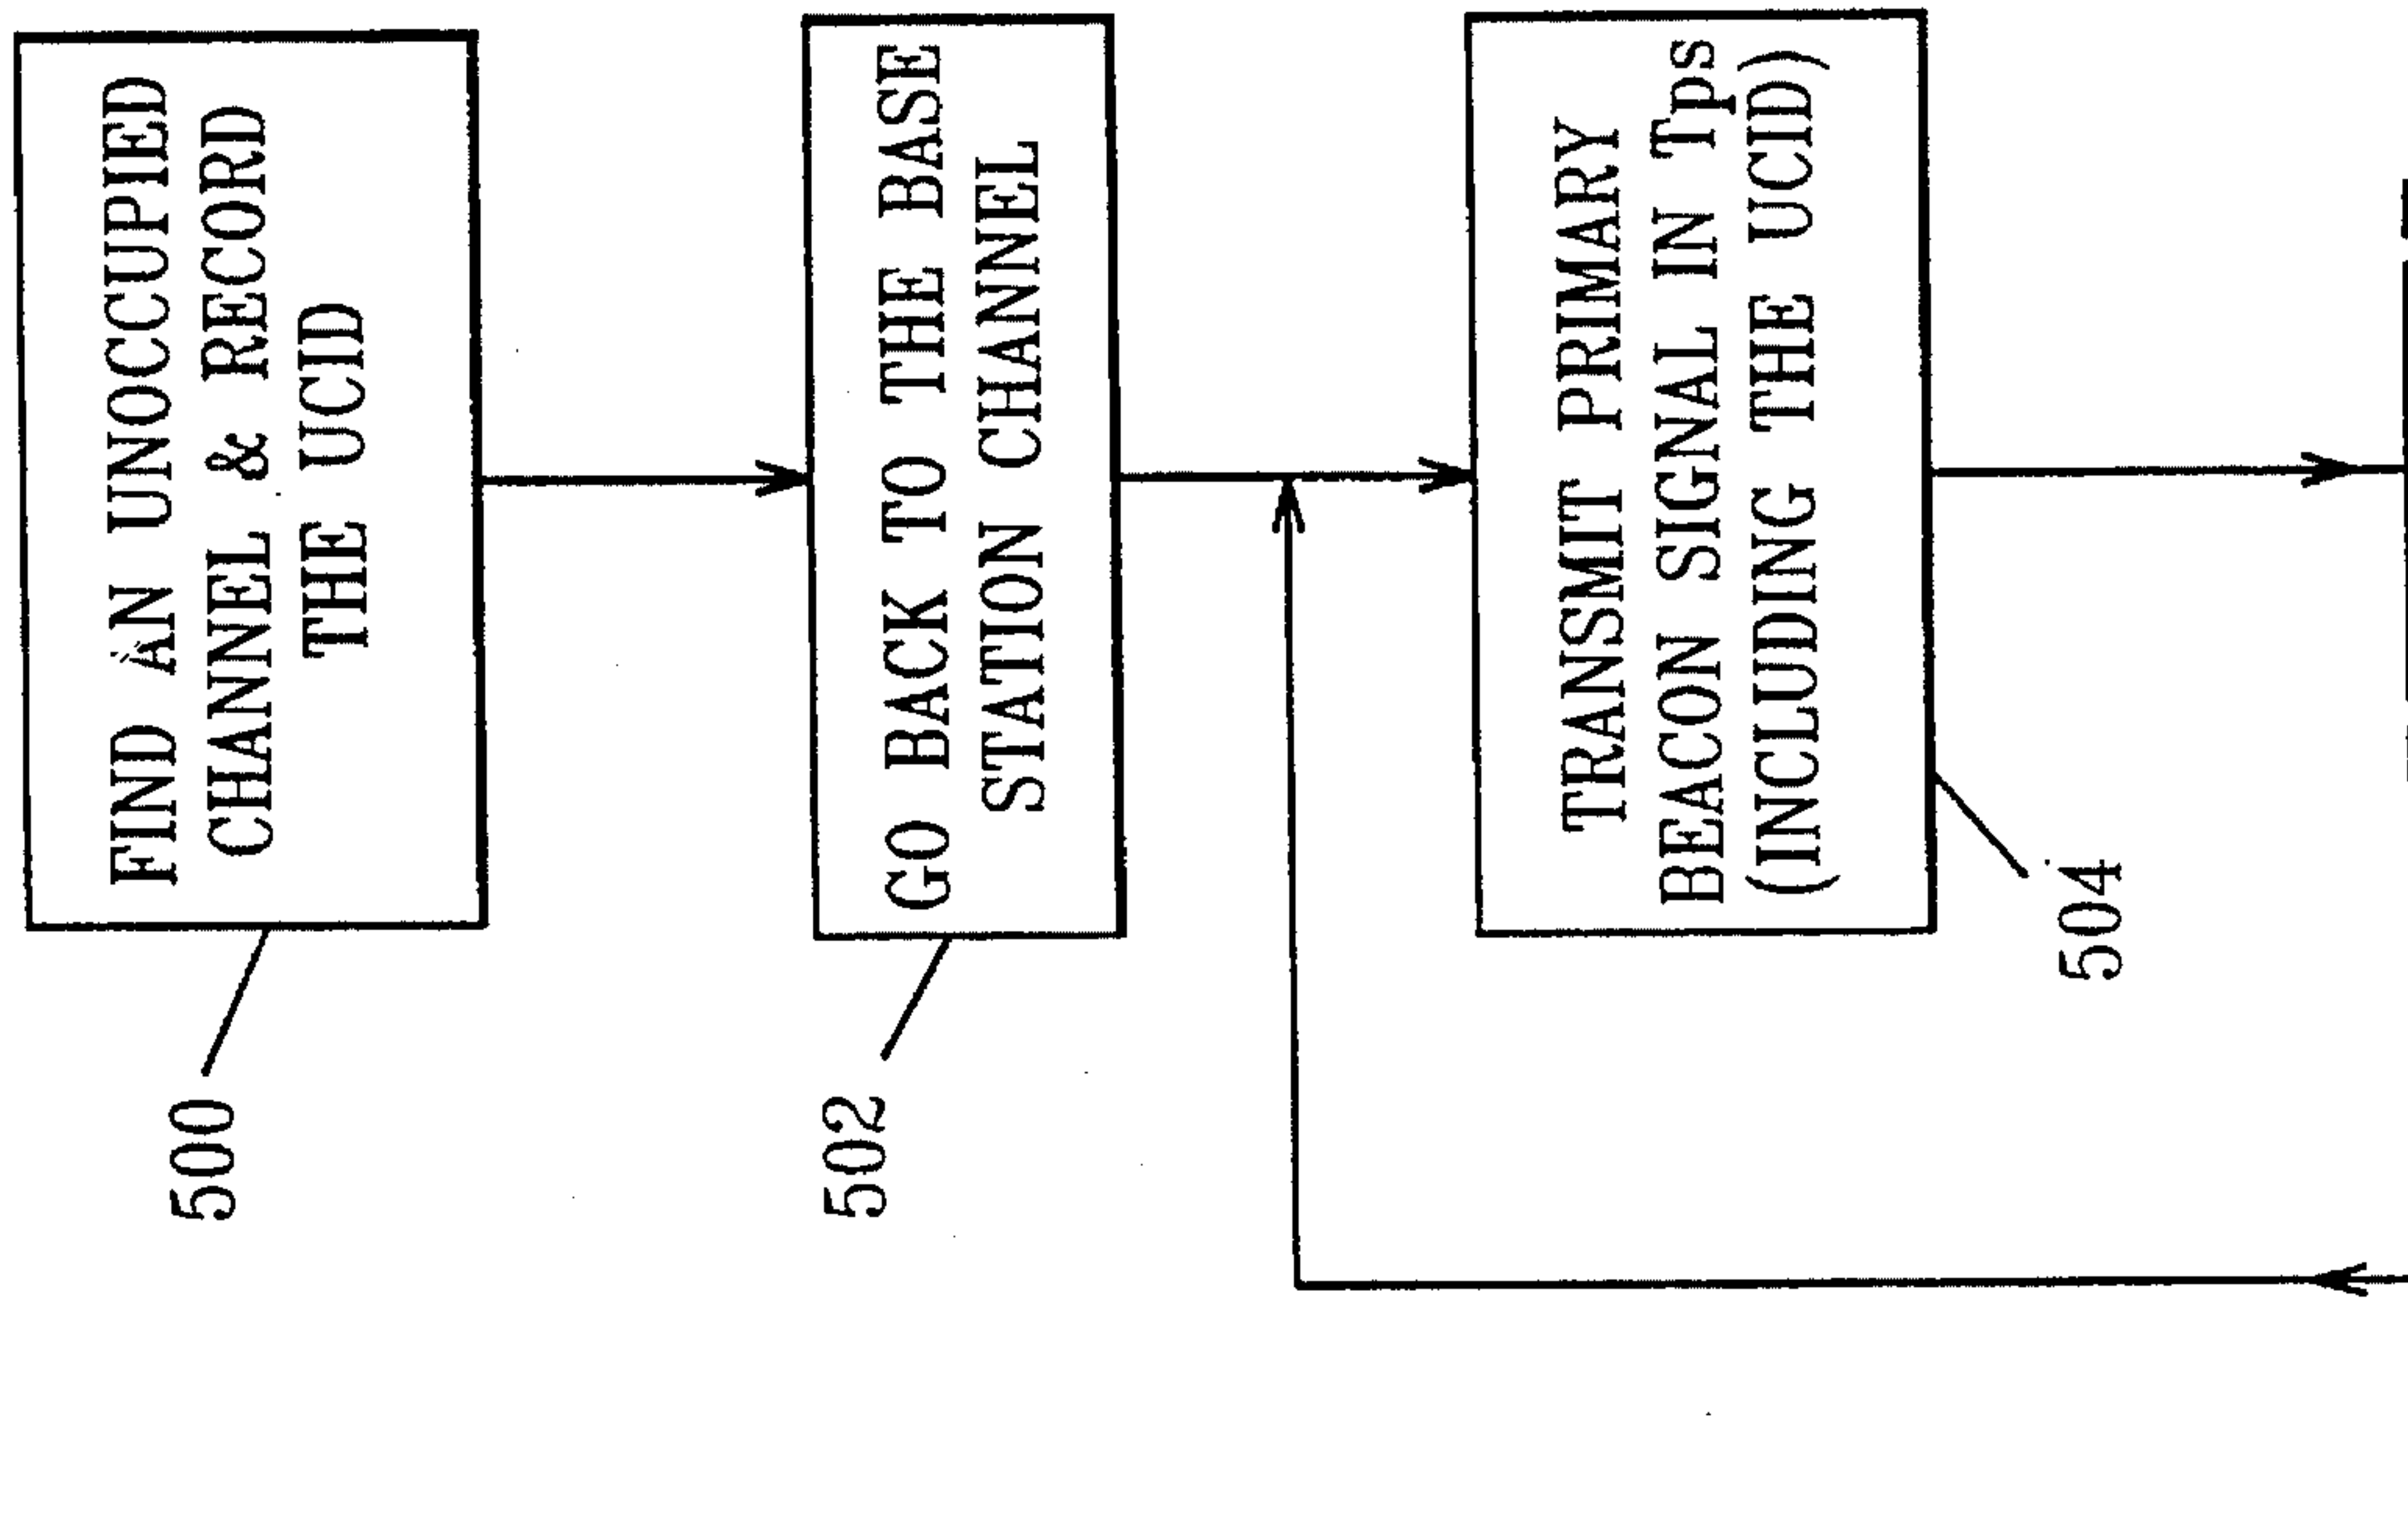 FIND AN UNOCCUPIED
CHANNEL & RECORD
THE UCID
500
GO BACK TO THE BASE
STATION CHANNEL
502
TRANSMIT PRIMARY
BEACON SIGNAL IN Tps
(INCLUDING THE UCID)
504